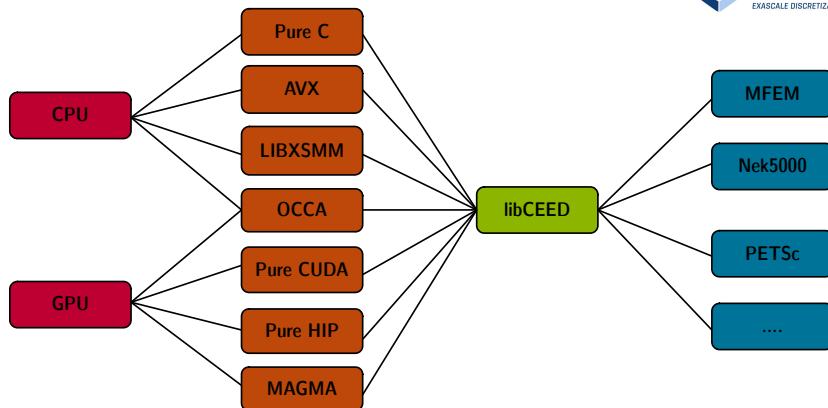 EXASCALE DISCRETIZA
Pure C
AVX
CPU
LIBXSMM
OCCA
Pure CUDA
GPU
Pure HIP
MAGMA
libCEED
MFEM
Nek5000
PETSc
....